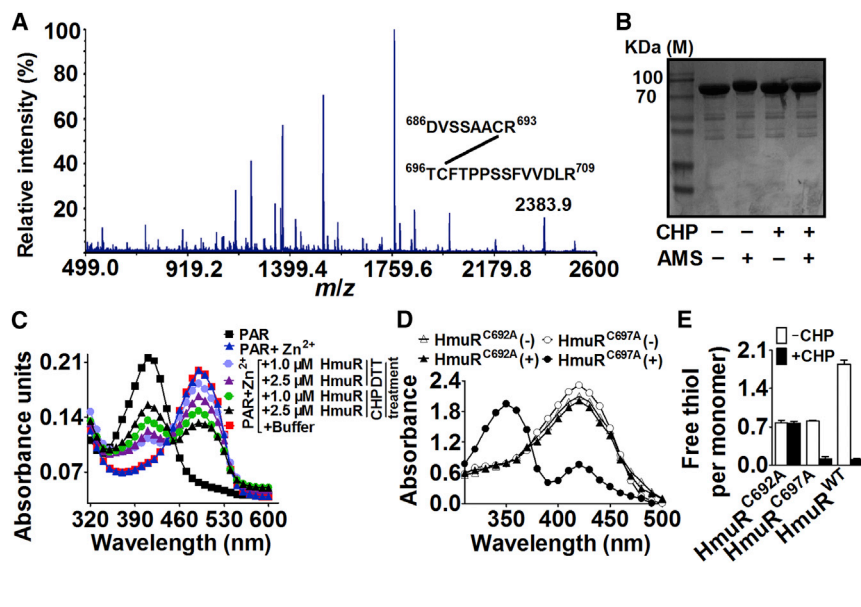 A
Relative intensity (%)
100
80
60
40
20
686DVSSAACR693
696TCFTPPSSFVVDLR709
2383.9
499.0 919.2 1399.4 1759.6 2179.8 2600
m/z
B
KDa (M)
100
70
CHP − − + +
AMS − + − +
C
Absorbance units
0.21
0.14
0.07
320 390 460 530 600
Wavelength (nm)
PAR
PAR+ Zn2+
PAR+Zn2+
+1.0 µM HmuR
+2.5 µM HmuR
+1.0 µM HmuR
+2.5 µM HmuR
+Buffer
DTT
CHP
treatment
D
HmuRC692A(-) HmuRC697A(-)
HmuRC692A(+) HmuRC697A(+)
Absorbance
2.4
1.8
1.2
0.6
0.0
350 400 450 500
Wavelength (nm)
E
−CHP
+CHP
Free thiol
per monomer)
2.1
1.4
0.7
0.0
HmuRC692A
HmuRC697A
HmuRWT